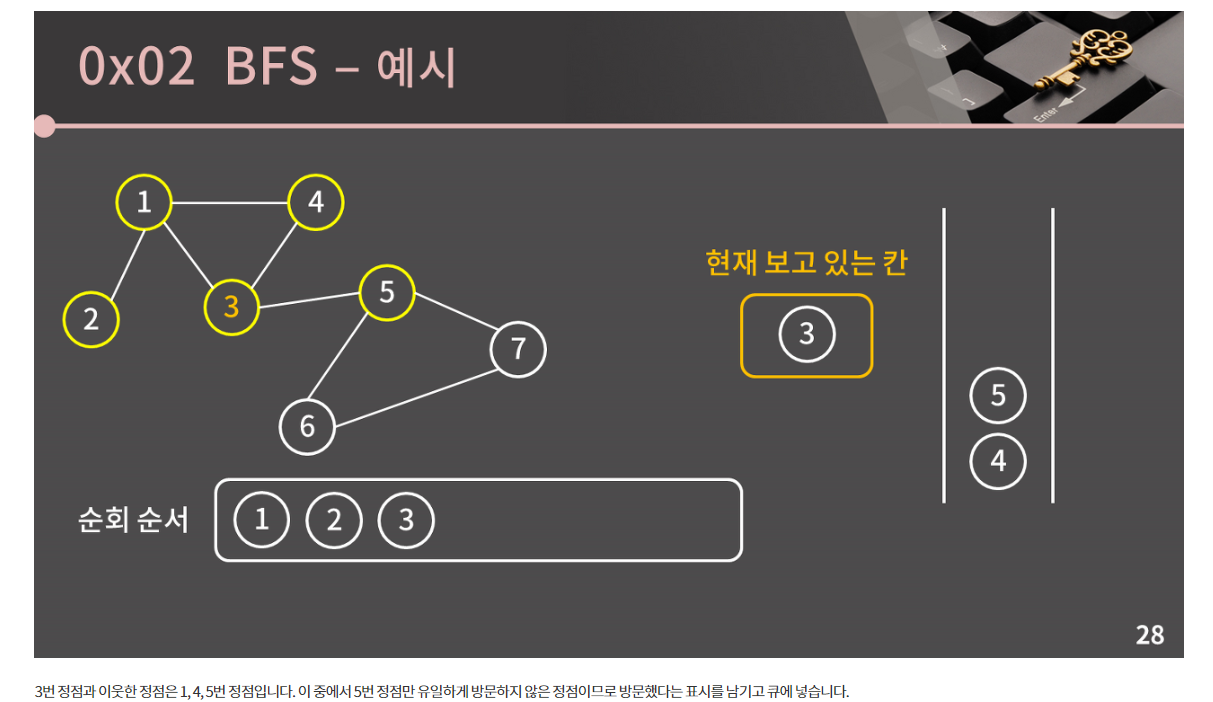 0x02 BFS – 예시
Enter
1
4
2
3
5
7
6
현재 보고 있는 칸
3
5
4
순회 순서
1 2 3
28
3번 정점과 이웃한 정점은 1, 4, 5번 정점입니다. 이 중에서 5번 정점만 유일하게 방문하지 않은 정점이므로 방문했다는 표시를 남기고 큐에 넣습니다.